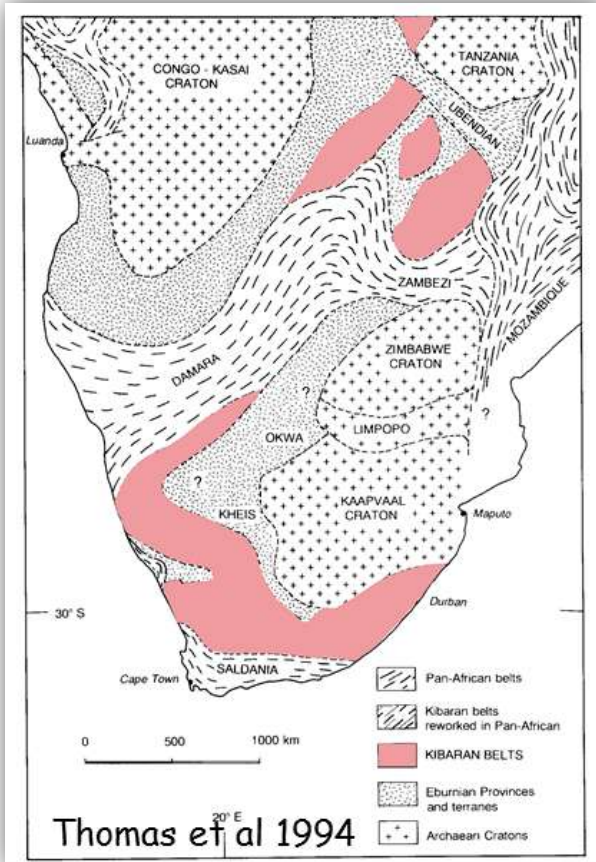 CONGO - KASAI
CRATON
TANZANIA
CRATON
UBENDIAN
Luanda
ZAMBEZI
MOZAMBIQUE
ZIMBABWE
CRATON
DAMARA
?
?
LIMPOPO
OKWA
?
KAAPVAAL
CRATON
KHEIS
Maputo
30° S
Durban
SALDANIA
Cape Town
Pan-African belts
Kibaran belts
reworked in Pan-African
KIBARAN BELTS
Eburnian Provinces
and terranes
Archaean Cratons
0 500 1000 km
20° E
Thomas et al 1994